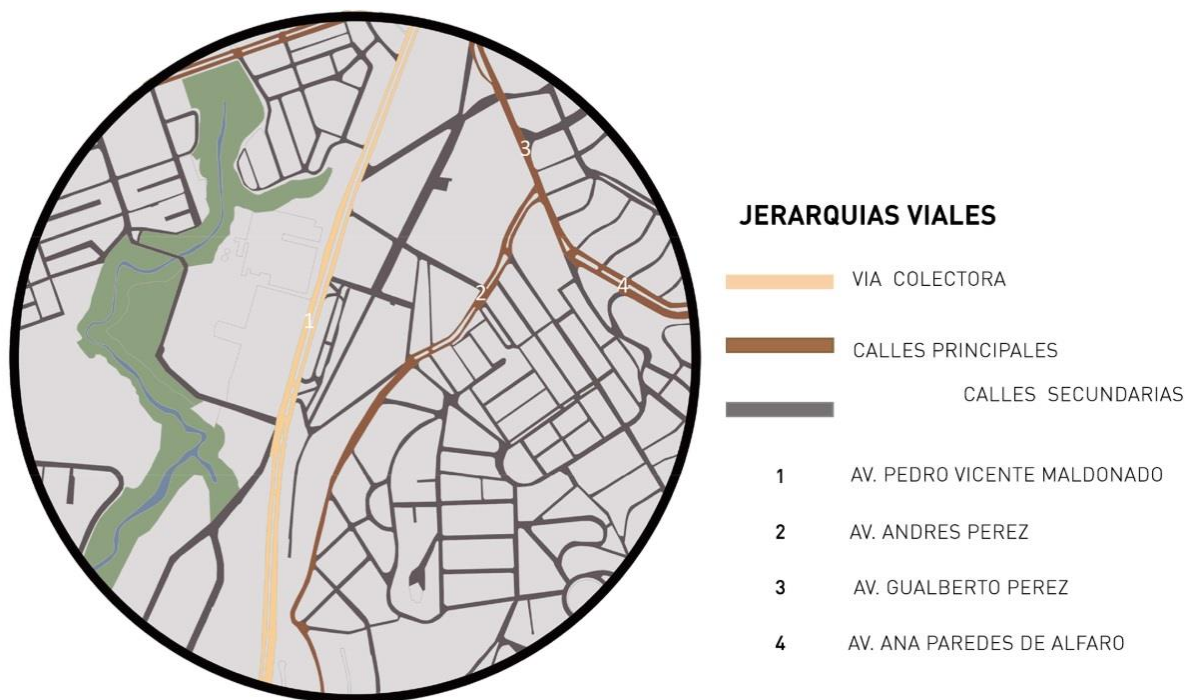 3
4
2
1
JERARQUIAS VIALES
VIA COLECTORA
CALLES PRINCIPALES
CALLES SECUNDARIAS
1 AV. PEDRO VICENTE MALDONADO
2 AV. ANDRES PEREZ
3 AV. GUALBERTO PEREZ
4 AV. ANA PAREDES DE ALFARO